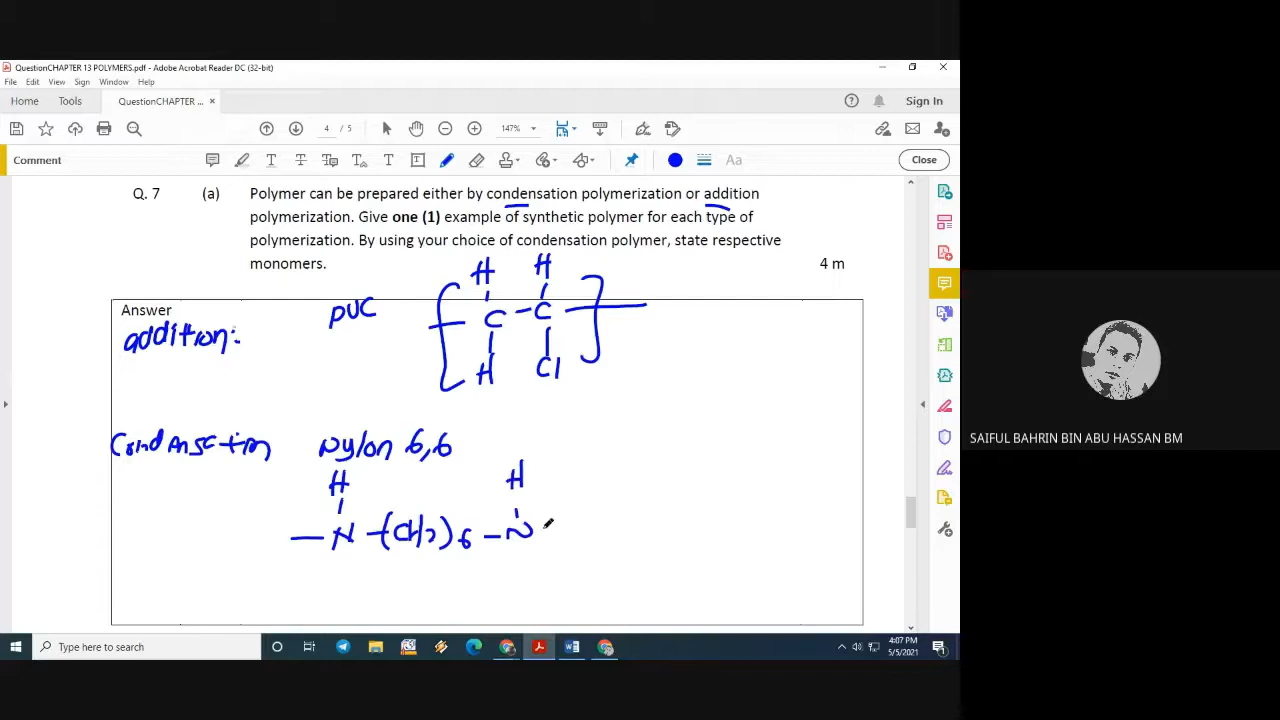 QuestionCHAPTER 13 POLYMERS.pdf - Adobe Acrobat Reader DC (32-bit)
File Edit View Sign Window Help
Home Tools QuestionCHAPTER ... × Sign In
4 / 5 147%
Comment Close
Q. 7 (a) Polymer can be prepared either by condensation polymerization or addition
polymerization. Give one (1) example of synthetic polymer for each type of
polymerization. By using your choice of condensation polymer, state respective
monomers. 4 m
Answer
addition:
PVC
H H
C - C
H Cl
Nylon 6,6
H H
- N - (CH2)6 - N
SAIFUL BAHRIN BIN ABU HASSAN BM
Type here to search
4:07 PM
5/5/2021